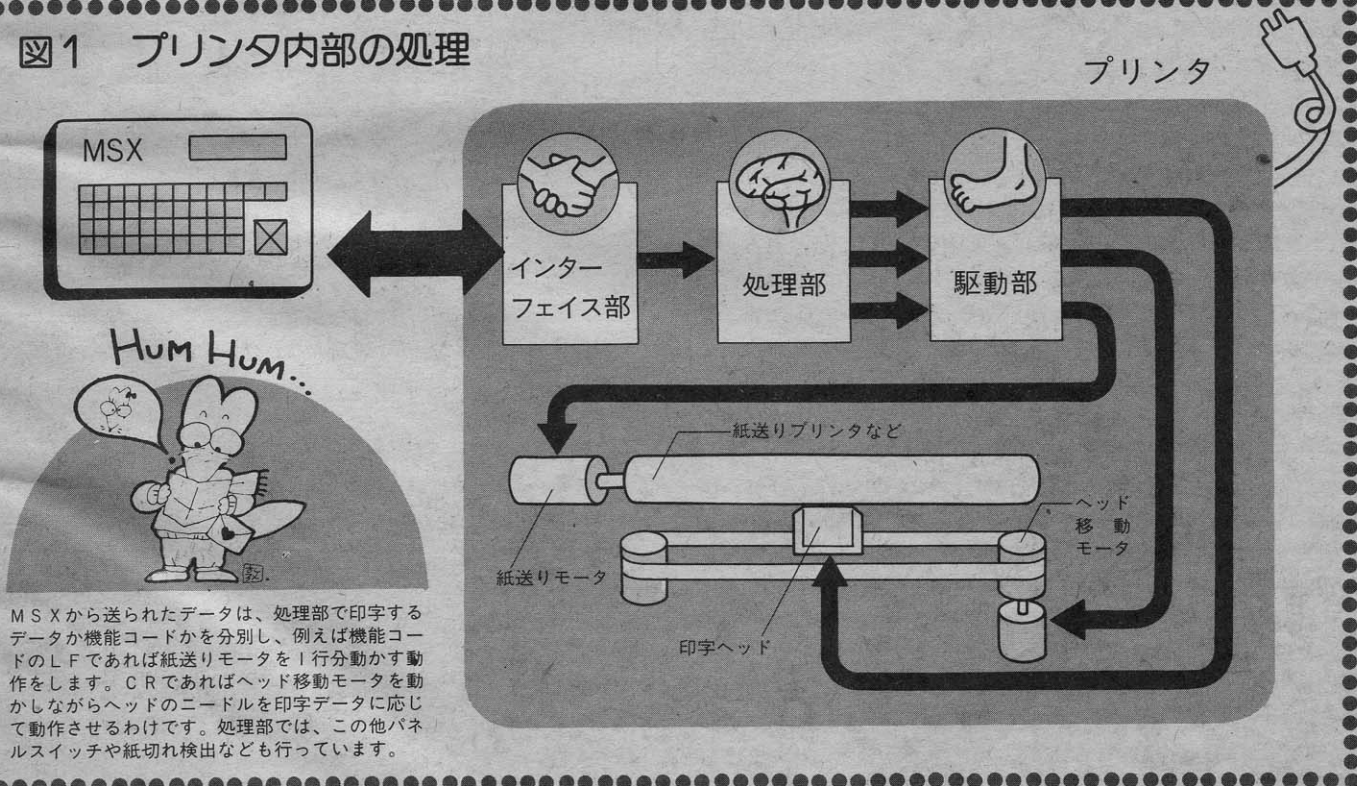 図1 プリンタ内部の処理
プリンタ
MSX
インター
フェイス部
処理部
駆動部
HUM HUM...
紙送りプリンタなど
ヘッド
移動
モータ
紙送りモータ
印字ヘッド
MSXから送られたデータは、処理部で印字する
データか機能コードかを分別し、例えば機能コー
ドのLFであれば紙送りモータを1行分動かす動
作をします。CRであればヘッド移動モータを動
かしながらヘッドのニードルを印字データに応じ
て動作させるわけです。処理部では、この他パネ
ルスイッチや紙切れ検出なども行っています。